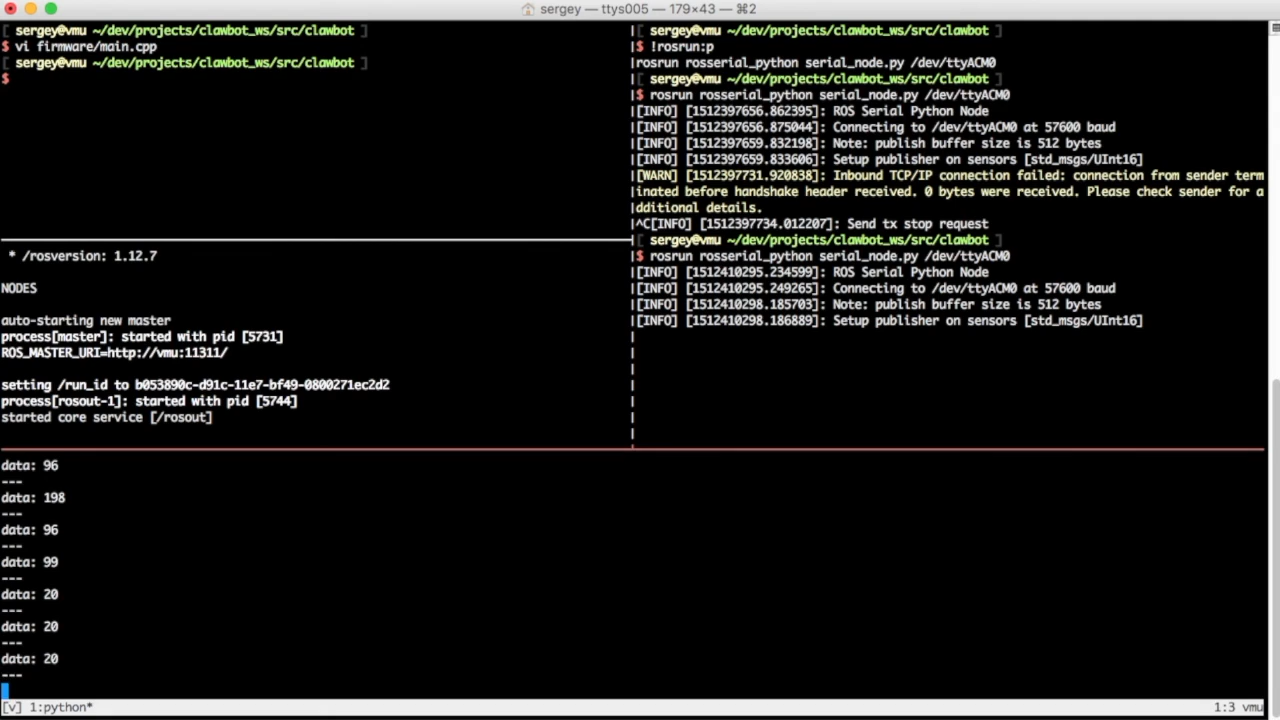 sergey — ttys005 — 179×43 — ⌘2
[ sergey@vmu ~/dev/projects/clawbot_ws/src/clawbot ]
$ vi firmware/main.cpp
[ sergey@vmu ~/dev/projects/clawbot_ws/src/clawbot ]
$
[ sergey@vmu ~/dev/projects/clawbot_ws/src/clawbot ]
$ !rosrun:p
rosrun rosserial_python serial_node.py /dev/ttyACM0
[ sergey@vmu ~/dev/projects/clawbot_ws/src/clawbot ]
$ rosrun rosserial_python serial_node.py /dev/ttyACM0
[INFO] [1512397656.862395]: ROS Serial Python Node
[INFO] [1512397656.875044]: Connecting to /dev/ttyACM0 at 57600 baud
[INFO] [1512397659.832198]: Note: publish buffer size is 512 bytes
[INFO] [1512397659.833606]: Setup publisher on sensors [std_msgs/UInt16]
[WARN] [1512397731.920838]: Inbound TCP/IP connection failed: connection from sender term
inated before handshake header received. 0 bytes were received. Please check sender for a
dditional details.
^C[INFO] [1512397734.012207]: Send tx stop request
[ sergey@vmu ~/dev/projects/clawbot_ws/src/clawbot ]
$ rosrun rosserial_python serial_node.py /dev/ttyACM0
[INFO] [1512410295.234599]: ROS Serial Python Node
[INFO] [1512410295.249265]: Connecting to /dev/ttyACM0 at 57600 baud
[INFO] [1512410298.185703]: Note: publish buffer size is 512 bytes
[INFO] [1512410298.186889]: Setup publisher on sensors [std_msgs/UInt16]
* /rosversion: 1.12.7
NODES
auto-starting new master
process[master]: started with pid [5731]
ROS_MASTER_URI=http://vmu:11311/
setting /run_id to b053890c-d91c-11e7-bf49-0800271ec2d2
process[rosout-1]: started with pid [5744]
started core service [/rosout]
data: 96
---
data: 198
---
data: 96
---
data: 99
---
data: 20
---
data: 20
---
data: 20
---
[v] 1:python*
1:3 vmu